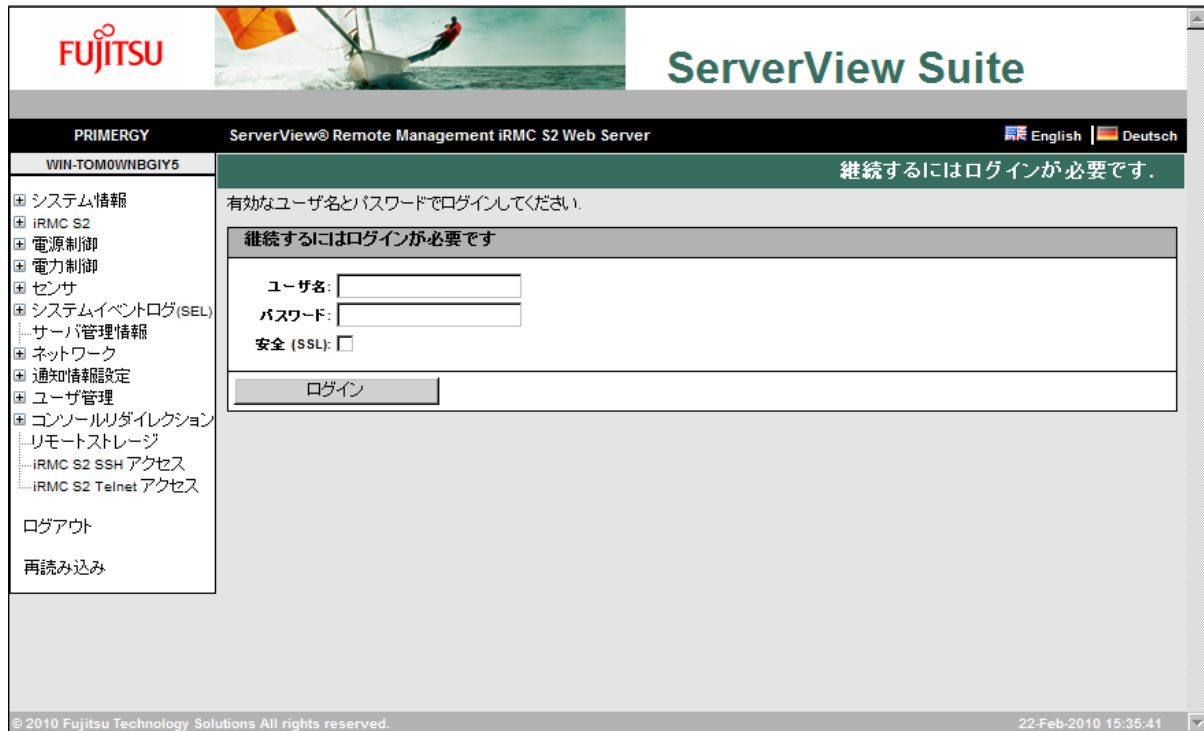 FUJITSU
ServerView Suite
PRIMERGY
ServerView® Remote Management iRMC S2 Web Server
English
Deutsch
WIN-TOM0WNBGIY5
継続するにはログインが必要です.
システム情報
iRMC S2
電源制御
電力制御
センサ
システムイベントログ(SEL)
サーバ管理情報
ネットワーク
通知情報設定
ユーザ管理
コンソールリダイレクション
リモートストレージ
iRMC S2 SSH アクセス
iRMC S2 Telnet アクセス
ログアウト
再読み込み
有効なユーザ名とパスワードでログインしてください.
継続するにはログインが必要です
ユーザ名:
パスワード:
安全 (SSL):
ログイン
© 2010 Fujitsu Technology Solutions All rights reserved.
22-Feb-2010 15:35:41